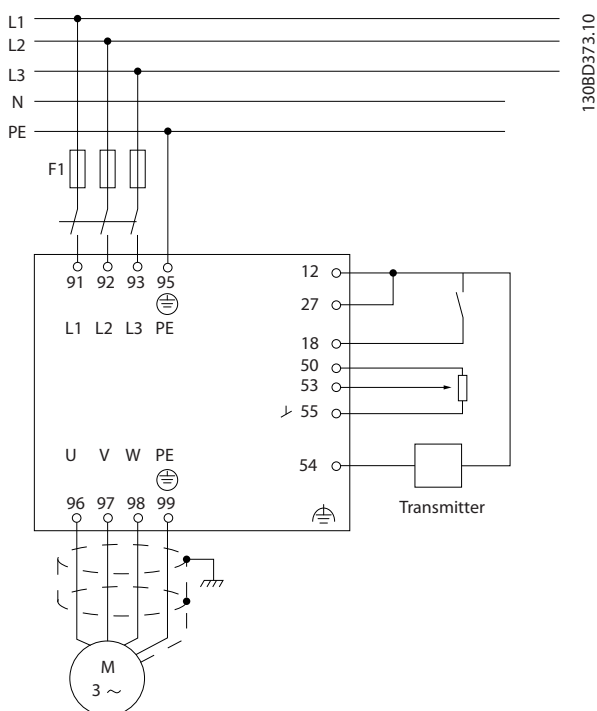 L1
L2
L3
N
PE
130BD373.10
F1
91 92 93 95
L1 L2 L3 PE
12
27
18
50
53
55
54
Transmitter
U V W PE
96 97 98 99
M
3 ~